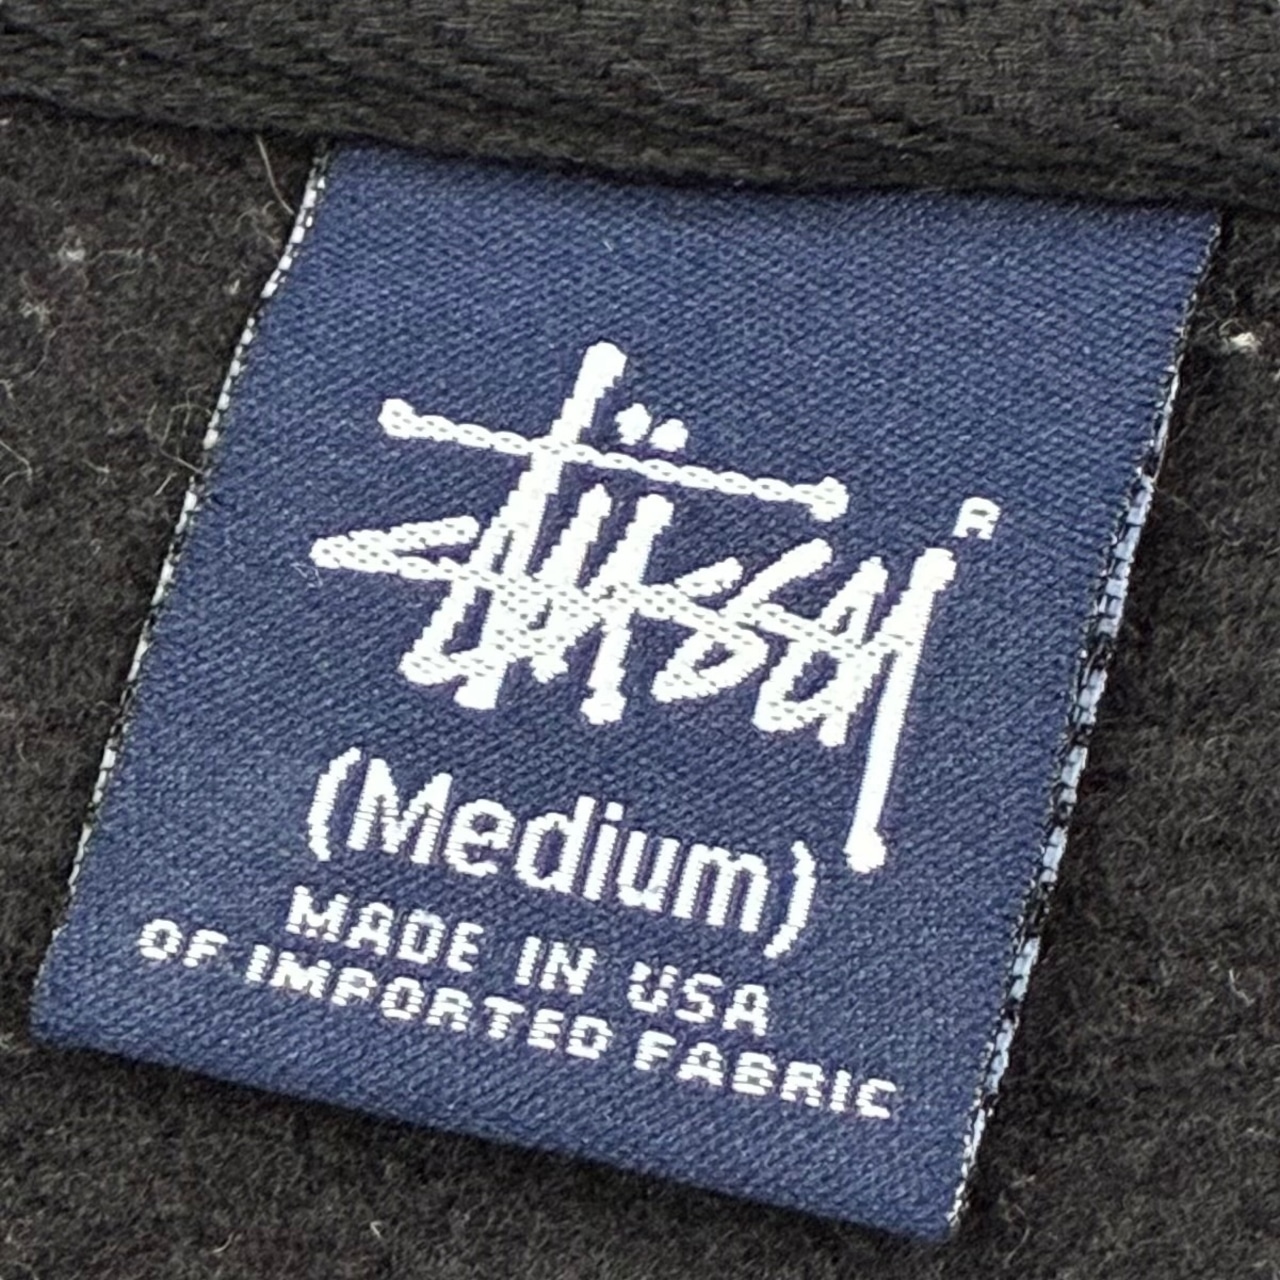 Stüssy R
(Medium)
MADE IN USA
OF IMPORTED FABRIC